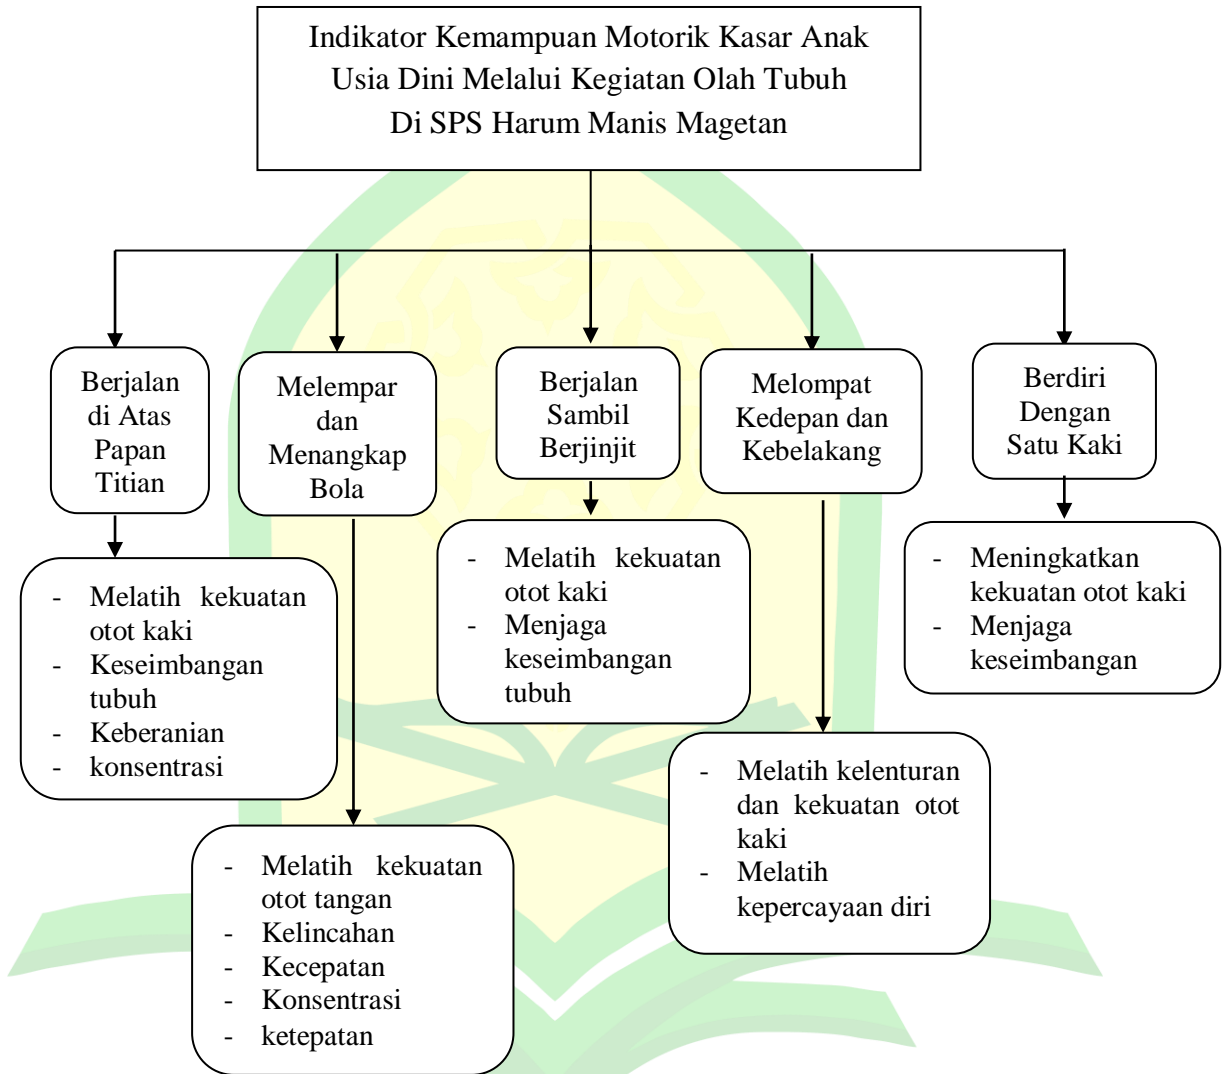 Indikator Kemampuan Motorik Kasar Anak
Usia Dini Melalui Kegiatan Olah Tubuh
Di SPS Harum Manis Magetan
Berjalan
di Atas
Papan
Titian
Melempar
dan
Menangkap
Bola
Berjalan
Sambil
Berjinjit
Melompat
Kedepan dan
Kebelakang
Berdiri
Dengan
Satu Kaki
- Melatih kekuatan
otot kaki
- Keseimbangan
tubuh
- Keberanian
- konsentrasi
- Melatih kekuatan
otot tangan
- Kelincahan
- Kecepatan
- Konsentrasi
- ketepatan
- Melatih kekuatan
otot kaki
- Menjaga
keseimbangan
tubuh
- Melatih kelenturan
dan kekuatan otot
kaki
- Melatih
kepercayaan diri
- Meningkatkan
kekuatan otot kaki
- Menjaga
keseimbangan